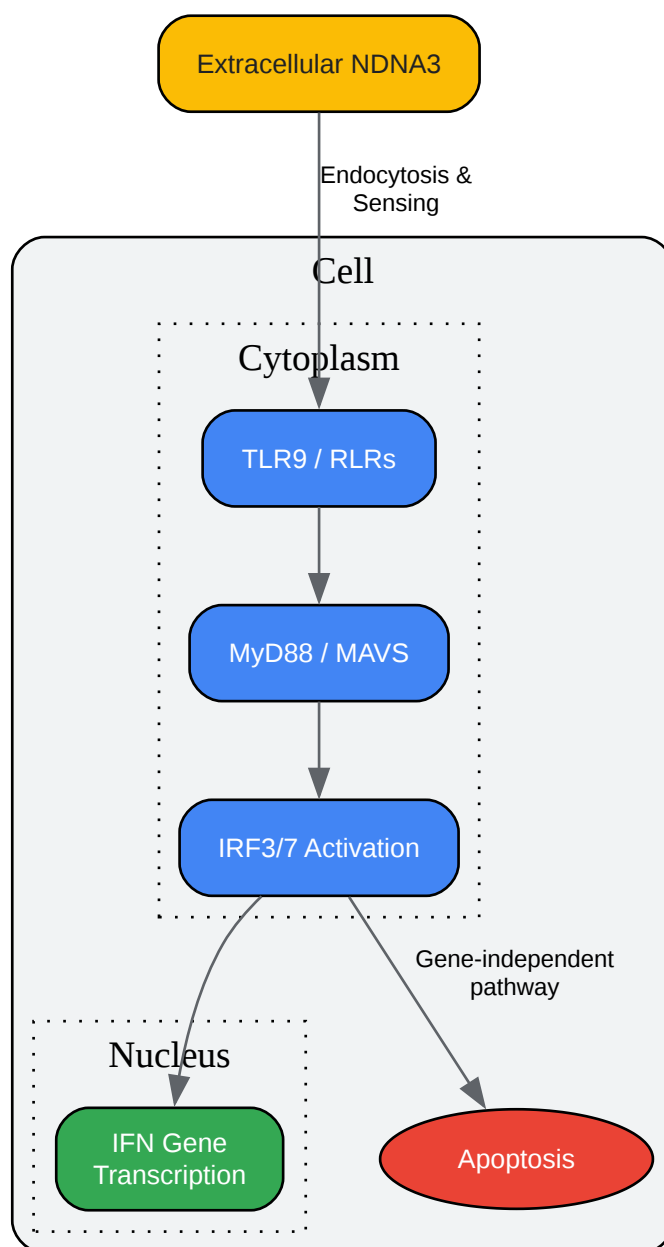 Extracellular NDNA3
Endocytosis &
Sensing
Cell
Cytoplasm
TLR9 / RLRs
MyD88 / MAVS
IRF3/7 Activation
Gene-independent
pathway
Nucleus
IFN Gene
Transcription
Apoptosis